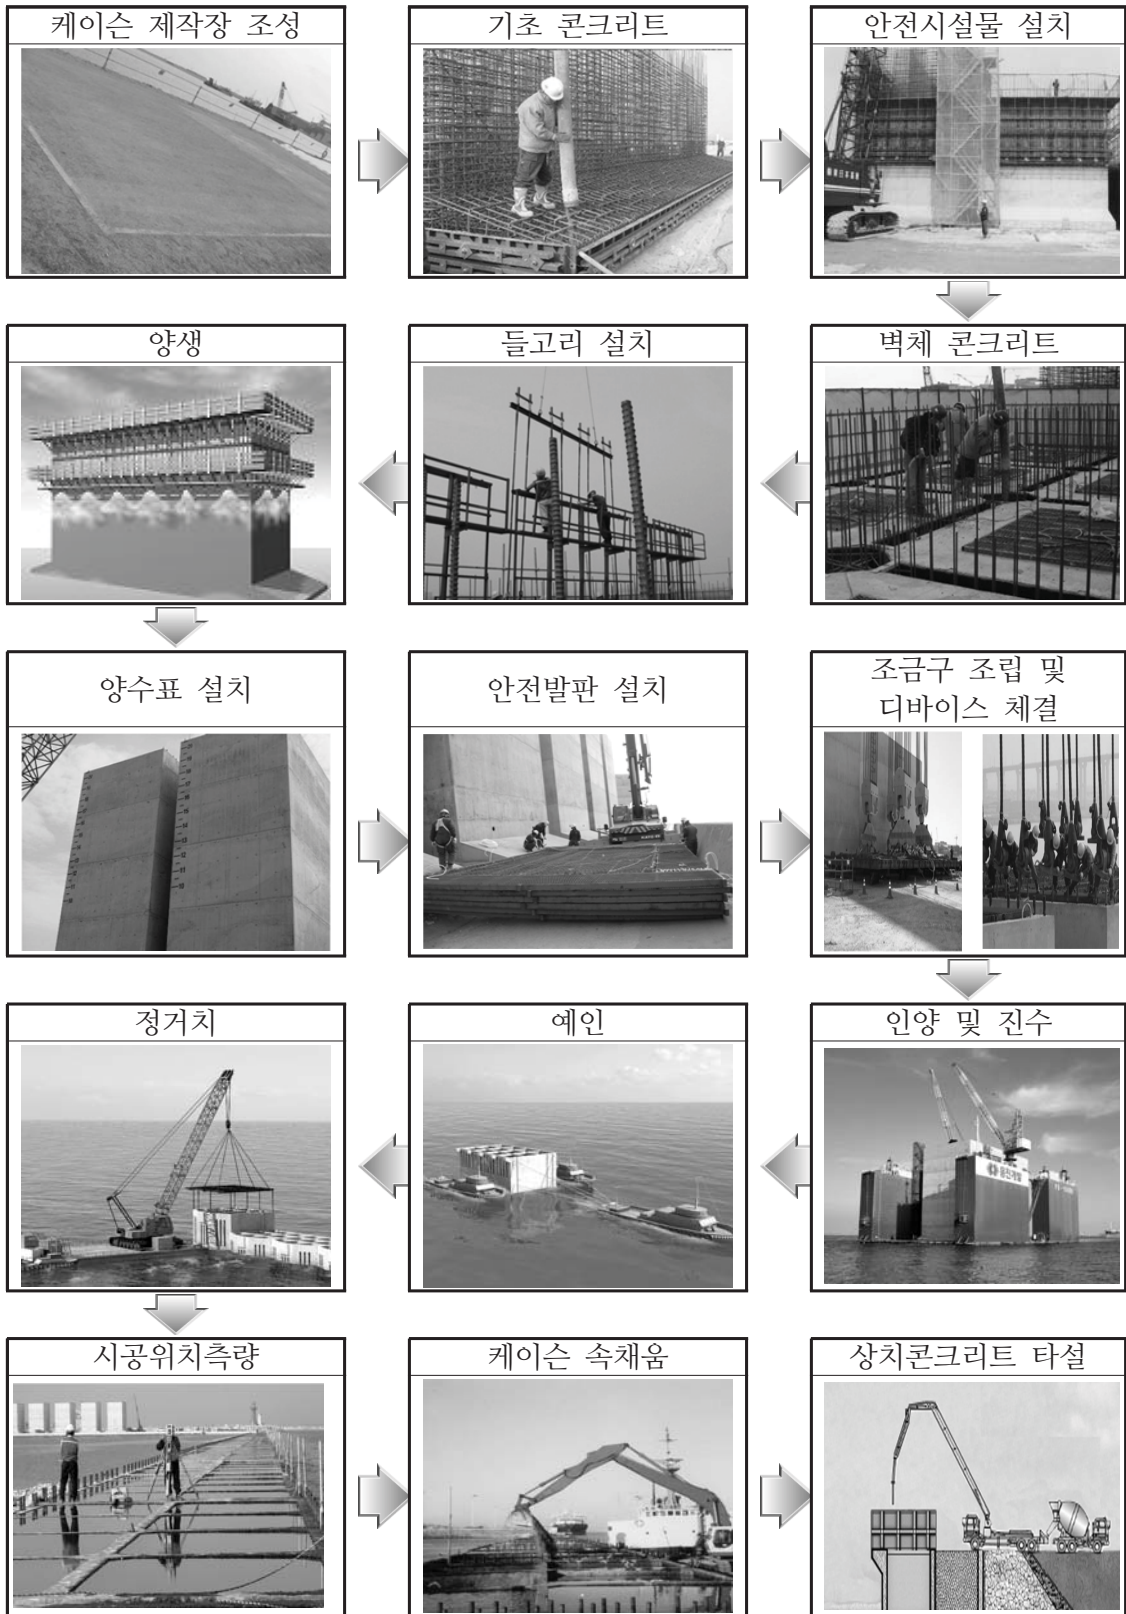 케이슨 제작장 조성
기초 콘크리트
안전시설물 설치
벽체 콘크리트
들고리 설치
양생
양수표 설치
안전발판 설치
조금구 조립 및
디바이스 체결
인양 및 진수
예인
정거치
시공위치측량
케이슨 속채움
상치콘크리트 타설